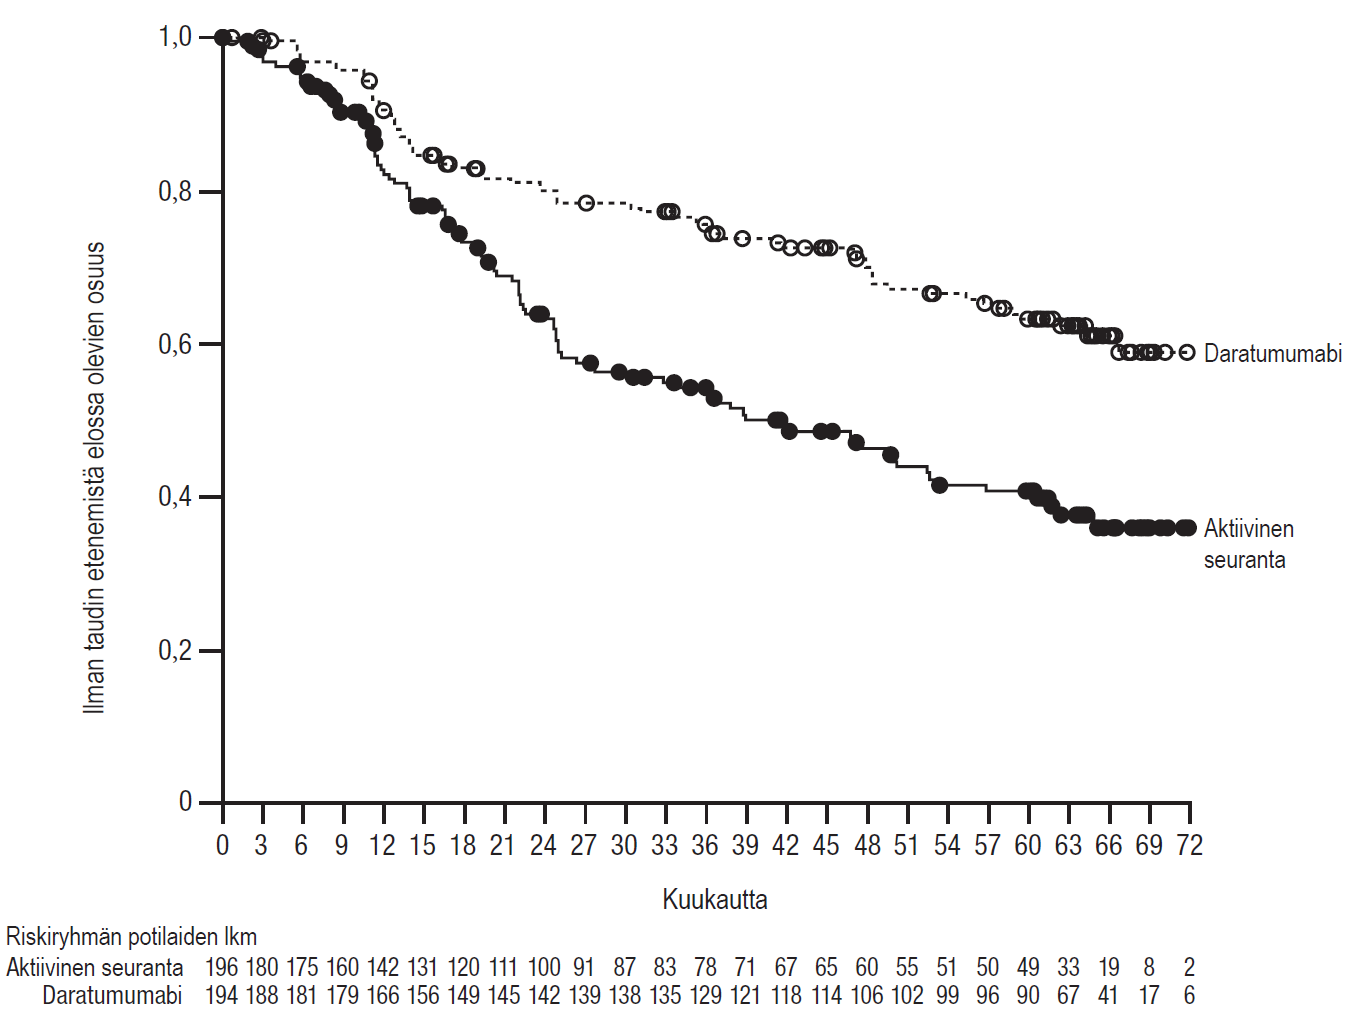 1,0
0,8
0,6
0,4
0,2
0
Ilman taudin etenemistä elossa olevien osuus
Daratumumabi
Aktiivinen
seuranta
0 3 6 9 12 15 18 21 24 27 30 33 36 39 42 45 48 51 54 57 60 63 66 69 72
Kuukautta
Riskiryhmän potilaiden lkm
Aktiivinen seuranta 196 180 175 160 142 131 120 111 100 91 87 83 78 71 67 65 60 55 51 50 49 33 19 8 2
Daratumumabi 194 188 181 179 166 156 149 145 142 139 138 135 129 121 118 114 106 102 99 96 90 67 41 17 6